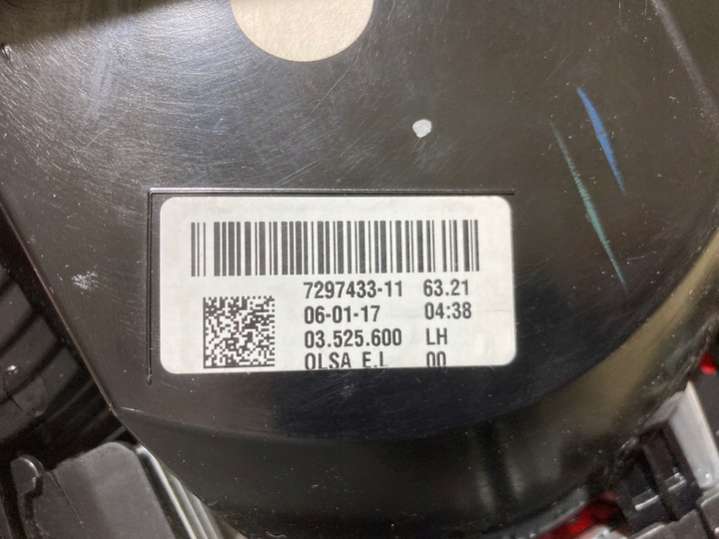 7297433-11 63.21
06-01-17 04:38
03.525.600 LH
OLSA E.L 00